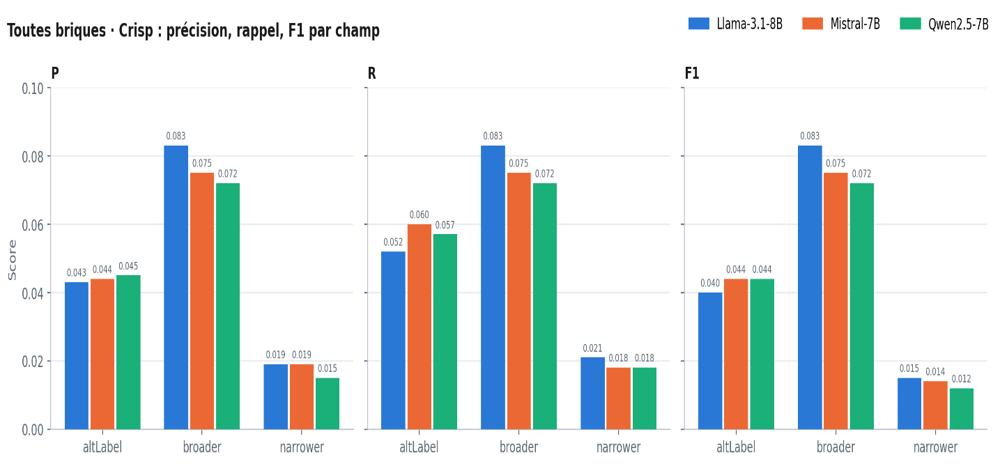 Toutes briques · Crisp : précision, rappel, F1 par champ
Llama-3.1-8B
Mistral-7B
Qwen2.5-7B
P
Score
0.10
0.08
0.06
0.04
0.02
0.00
0.043
0.044
0.045
0.083
0.075
0.072
0.019
0.019
0.015
altLabel
broader
narrower
R
0.052
0.060
0.057
0.083
0.075
0.072
0.021
0.018
0.018
altLabel
broader
narrower
F1
0.040
0.044
0.044
0.083
0.075
0.072
0.015
0.014
0.012
altLabel
broader
narrower